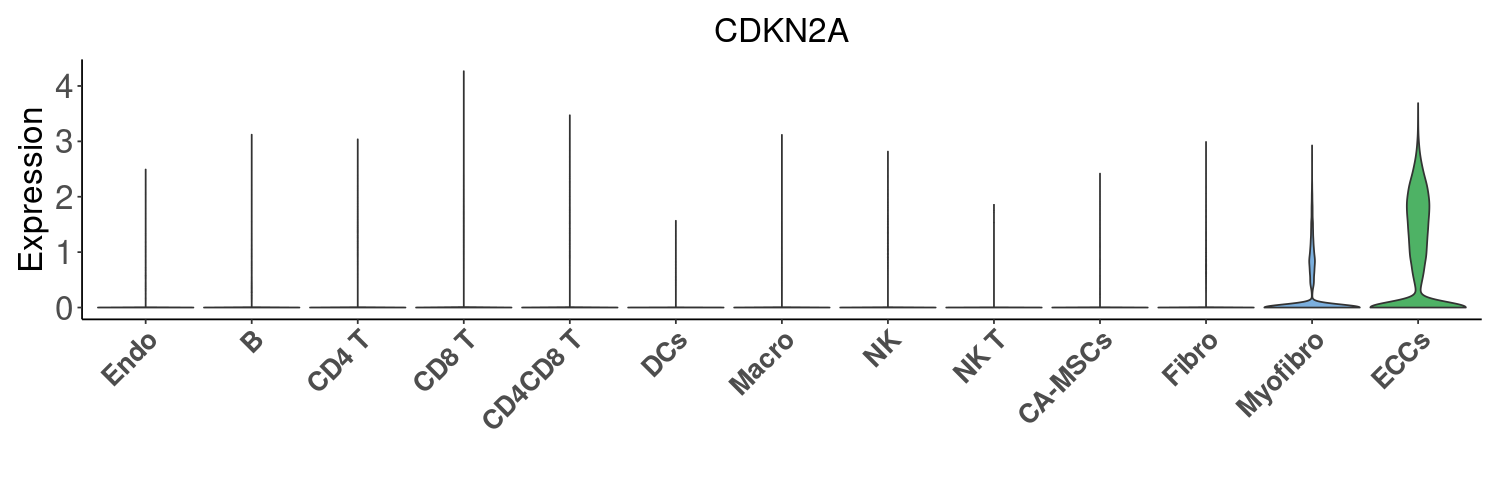 CDKN2A
Expression
4
3
2
1
0
Endo
B
CD4 T
CD8 T
CD4CD8 T
DCs
Macro
NK
NK T
CA-MSCs
Fibro
Myofibro
ECCs